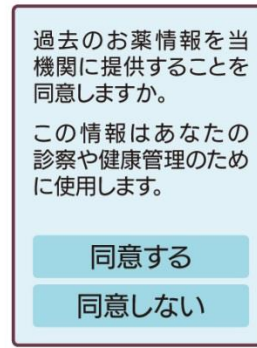 過去のお薬情報を当
機関に提供することを
同意しますか。
この情報はあなたの
診察や健康管理のため
に使用します。
同意する
同意しない